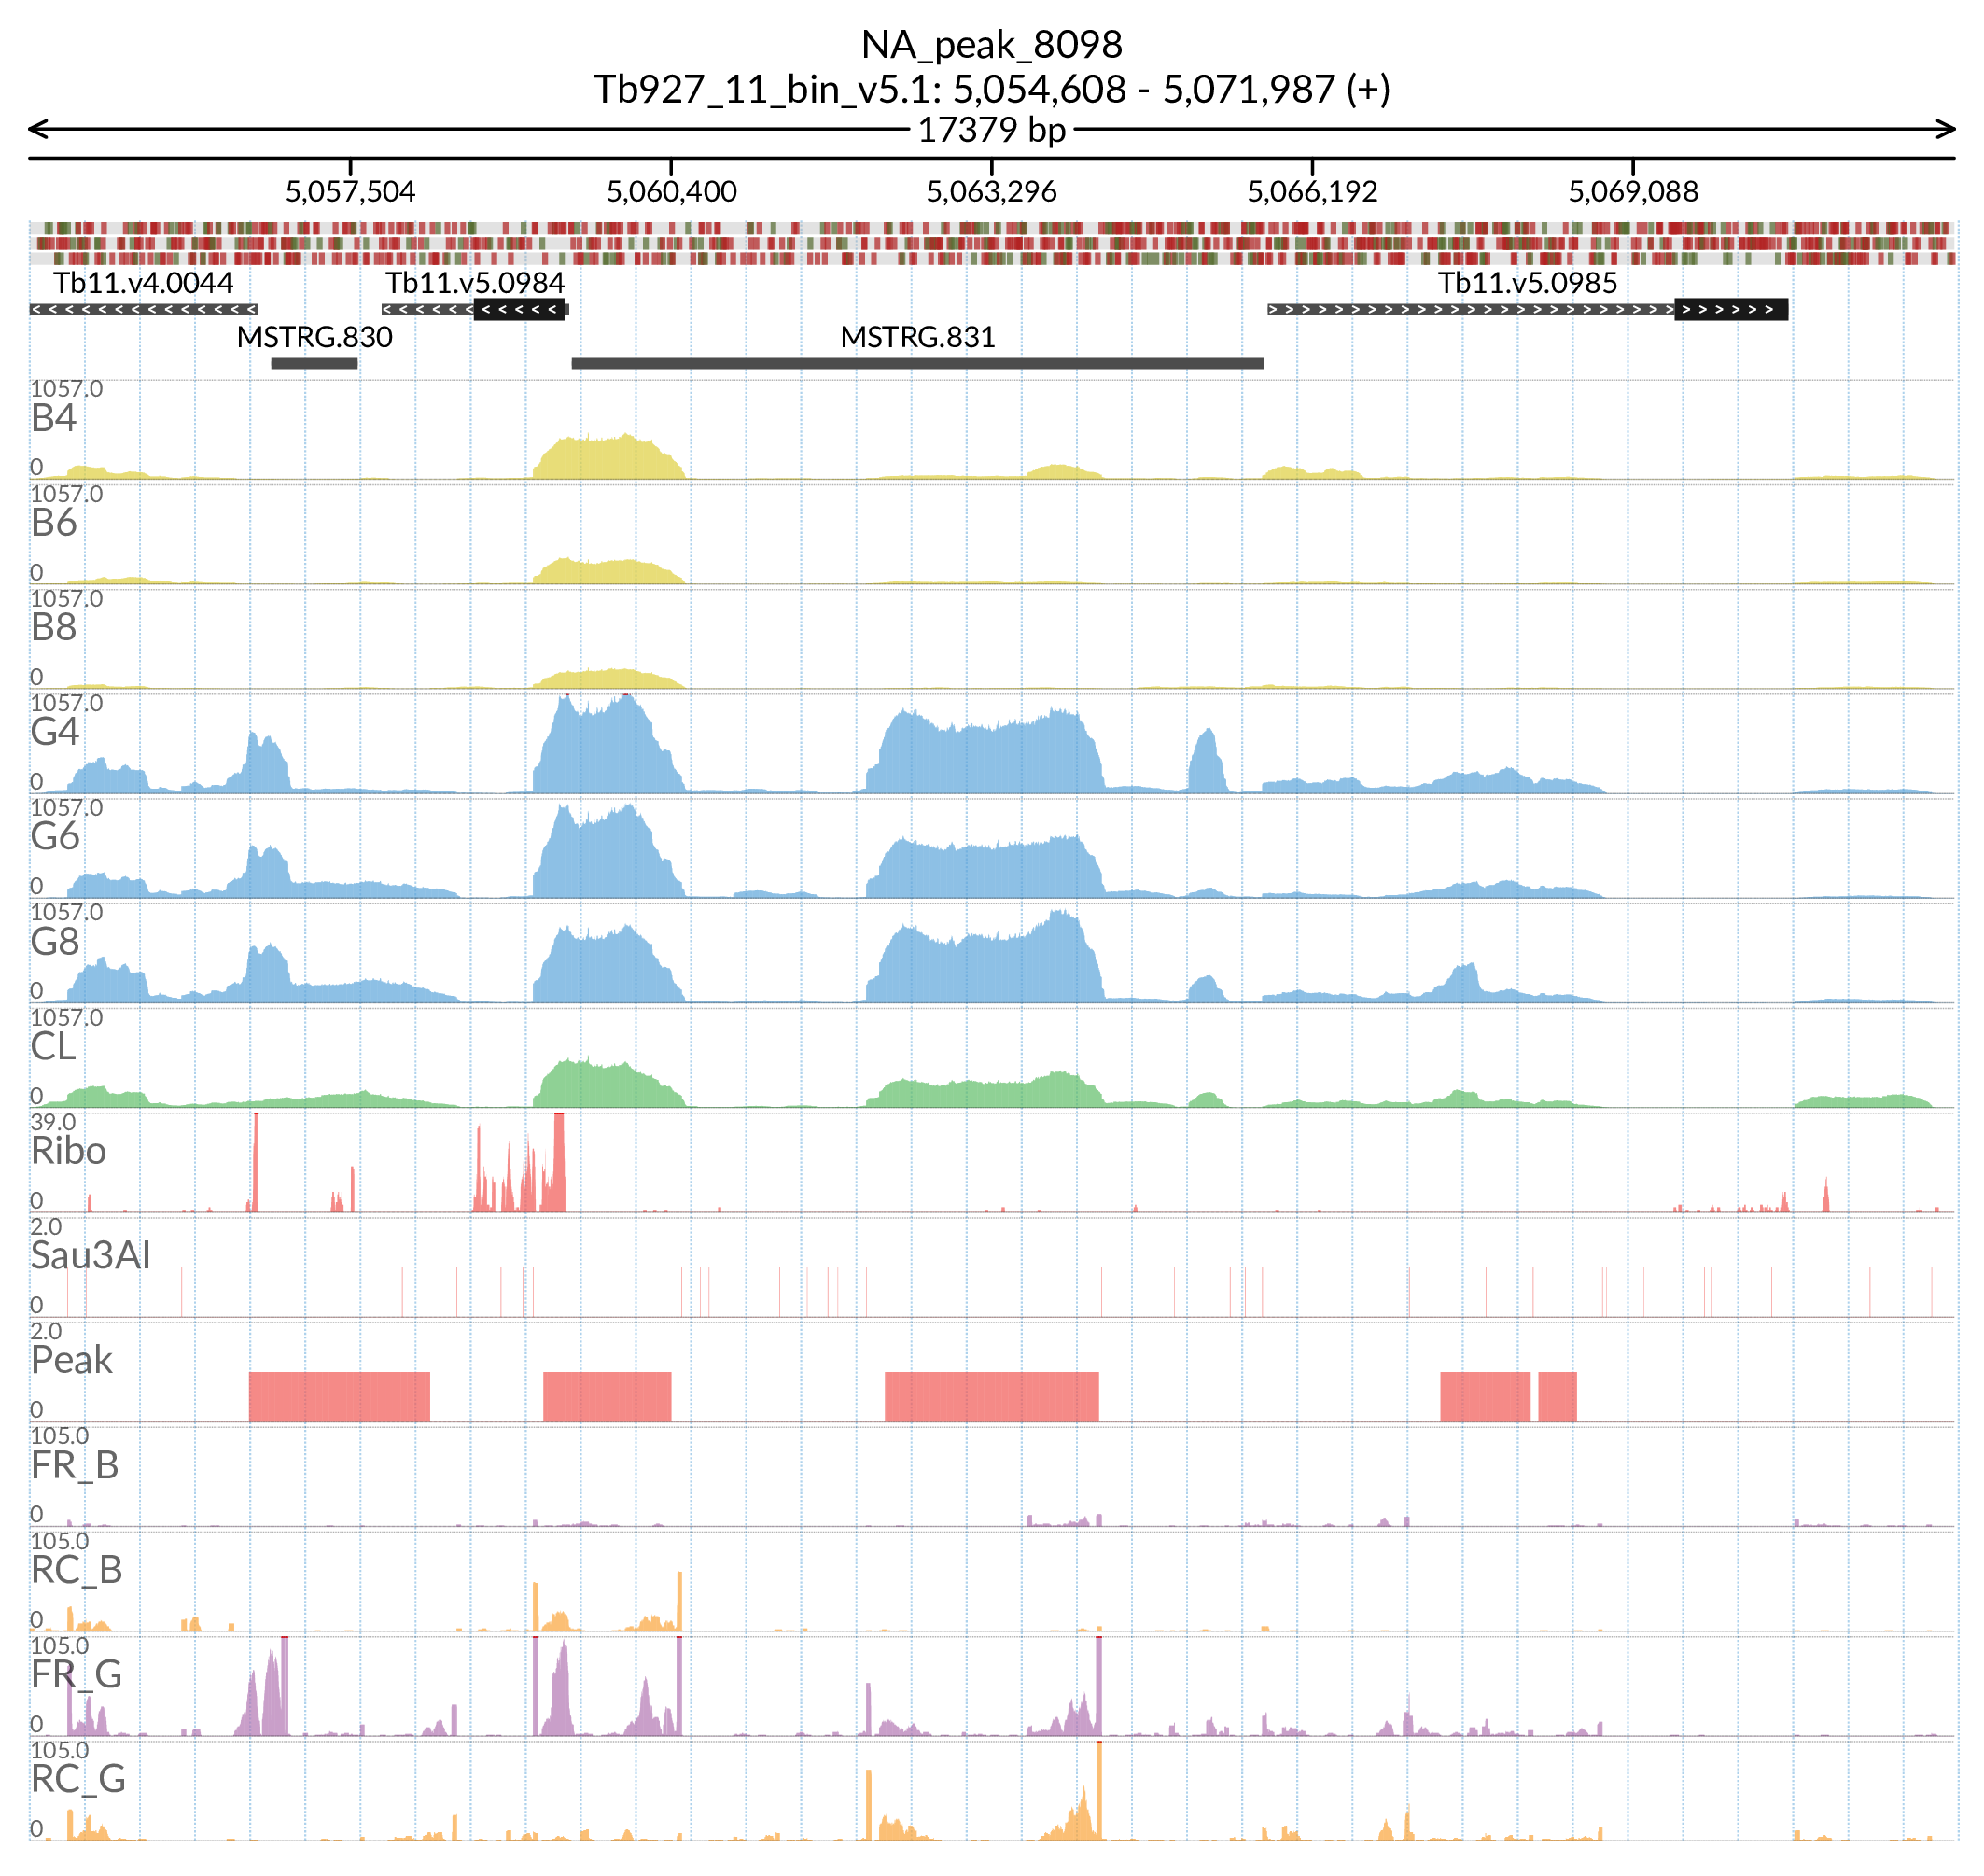 NA_peak_8098
Tb927_11_bin_v5.1: 5,054,608 - 5,071,987 (+)
17379 bp
5,057,504 5,060,400 5,063,296 5,066,192 5,069,088
Tb11.v4.0044 Tb11.v5.0984 Tb11.v5.0985
MSTRG.830 MSTRG.831
1057.0
B4
0
1057.0
B6
0
1057.0
B8
0
1057.0
G4
0
1057.0
G6
0
1057.0
G8
0
1057.0
CL
0
39.0
Ribo
0
2.0
Sau3AI
0
2.0
Peak
0
105.0
FR_B
0
105.0
RC_B
0
105.0
FR_G
0
105.0
RC_G
0